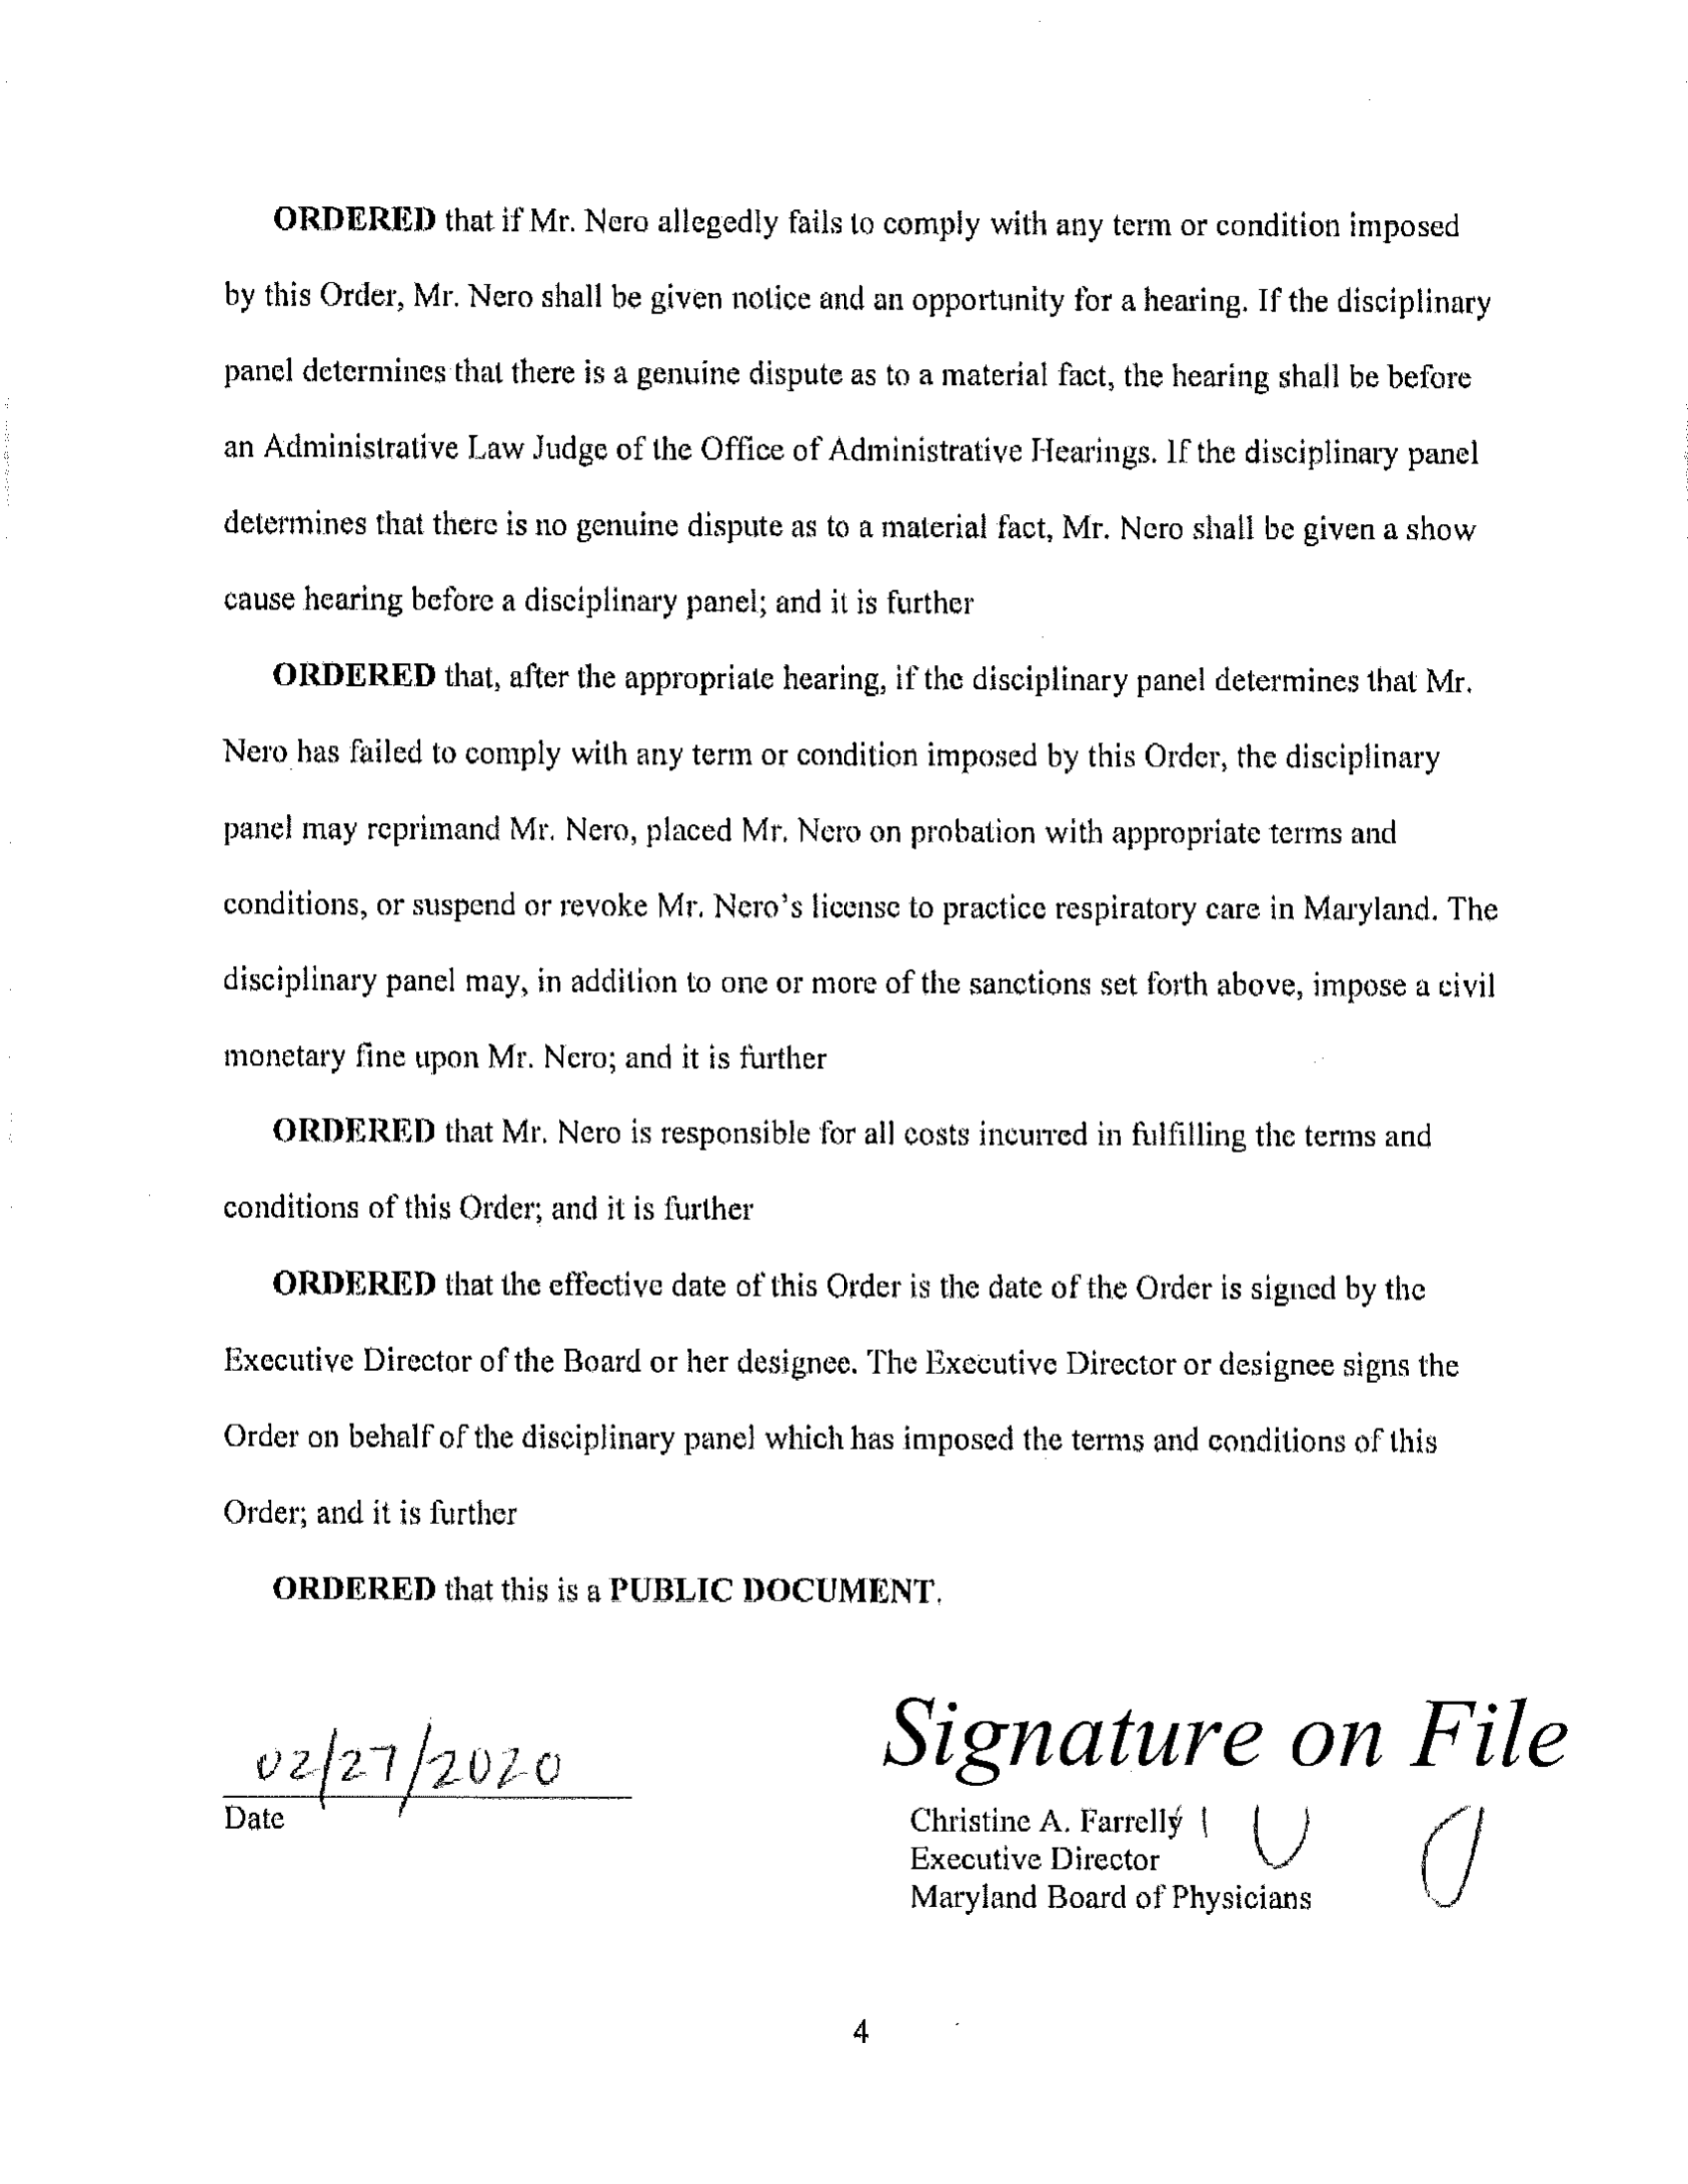 ORDERED that if Mr. Nero allegedly fails to comply with any term or condition imposed
by this Order, Mr. Nero shall be given notice and an opportunity for a hearing. If the disciplinary
panel determines that there is a genuine dispute as to a material fact, the hearing shall be before
an Administrative Law Judge of the Office of Administrative Hearings. If the disciplinary panel
determines that there is no genuine dispute as to a material fact, Mr. Nero shall be given a show
cause hearing before a disciplinary panel; and it is further
ORDERED that, after the appropriate hearing, if the disciplinary panel determines that Mr.
Nero has failed to comply with any term or condition imposed by this Order, the disciplinary
panel may reprimand Mr. Nero, placed Mr. Nero on probation with appropriate terms and
conditions, or suspend or revoke Mr. Nero's license to practice respiratory care in Maryland. The
disciplinary panel may, in addition to one or more of the sanctions set forth above, impose a civil
monetary fine upon Mr. Nero; and it is further
ORDERED that Mr. Nero is responsible for all costs incurred in fulfilling the terms and
conditions of this Order; and it is further
ORDERED that the effective date of this Order is the date of the Order is signed by the
Executive Director of the Board or her designee. The Executive Director or designee signs the
Order on behalf of the disciplinary panel which has imposed the terms and conditions of this
Order; and it is further
ORDERED that this is a PUBLIC DOCUMENT.
02/27/2020
Date
Signature on File
Christine A. Farrelly
Executive Director
Maryland Board of Physicians
4